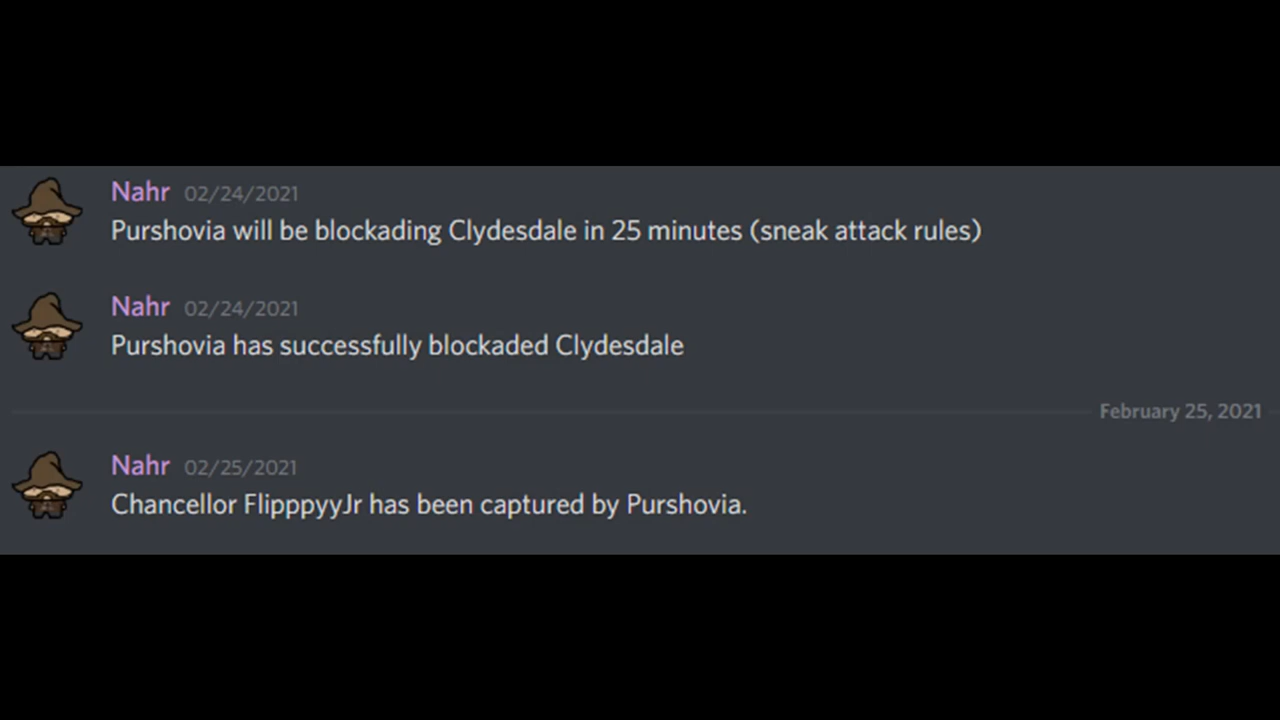 Nahr 02/24/2021
Purshovia will be blockading Clydesdale in 25 minutes (sneak attack rules)
Nahr 02/24/2021
Purshovia has successfully blockaded Clydesdale
February 25, 2021
Nahr 02/25/2021
Chancellor FlipppyyJr has been captured by Purshovia.